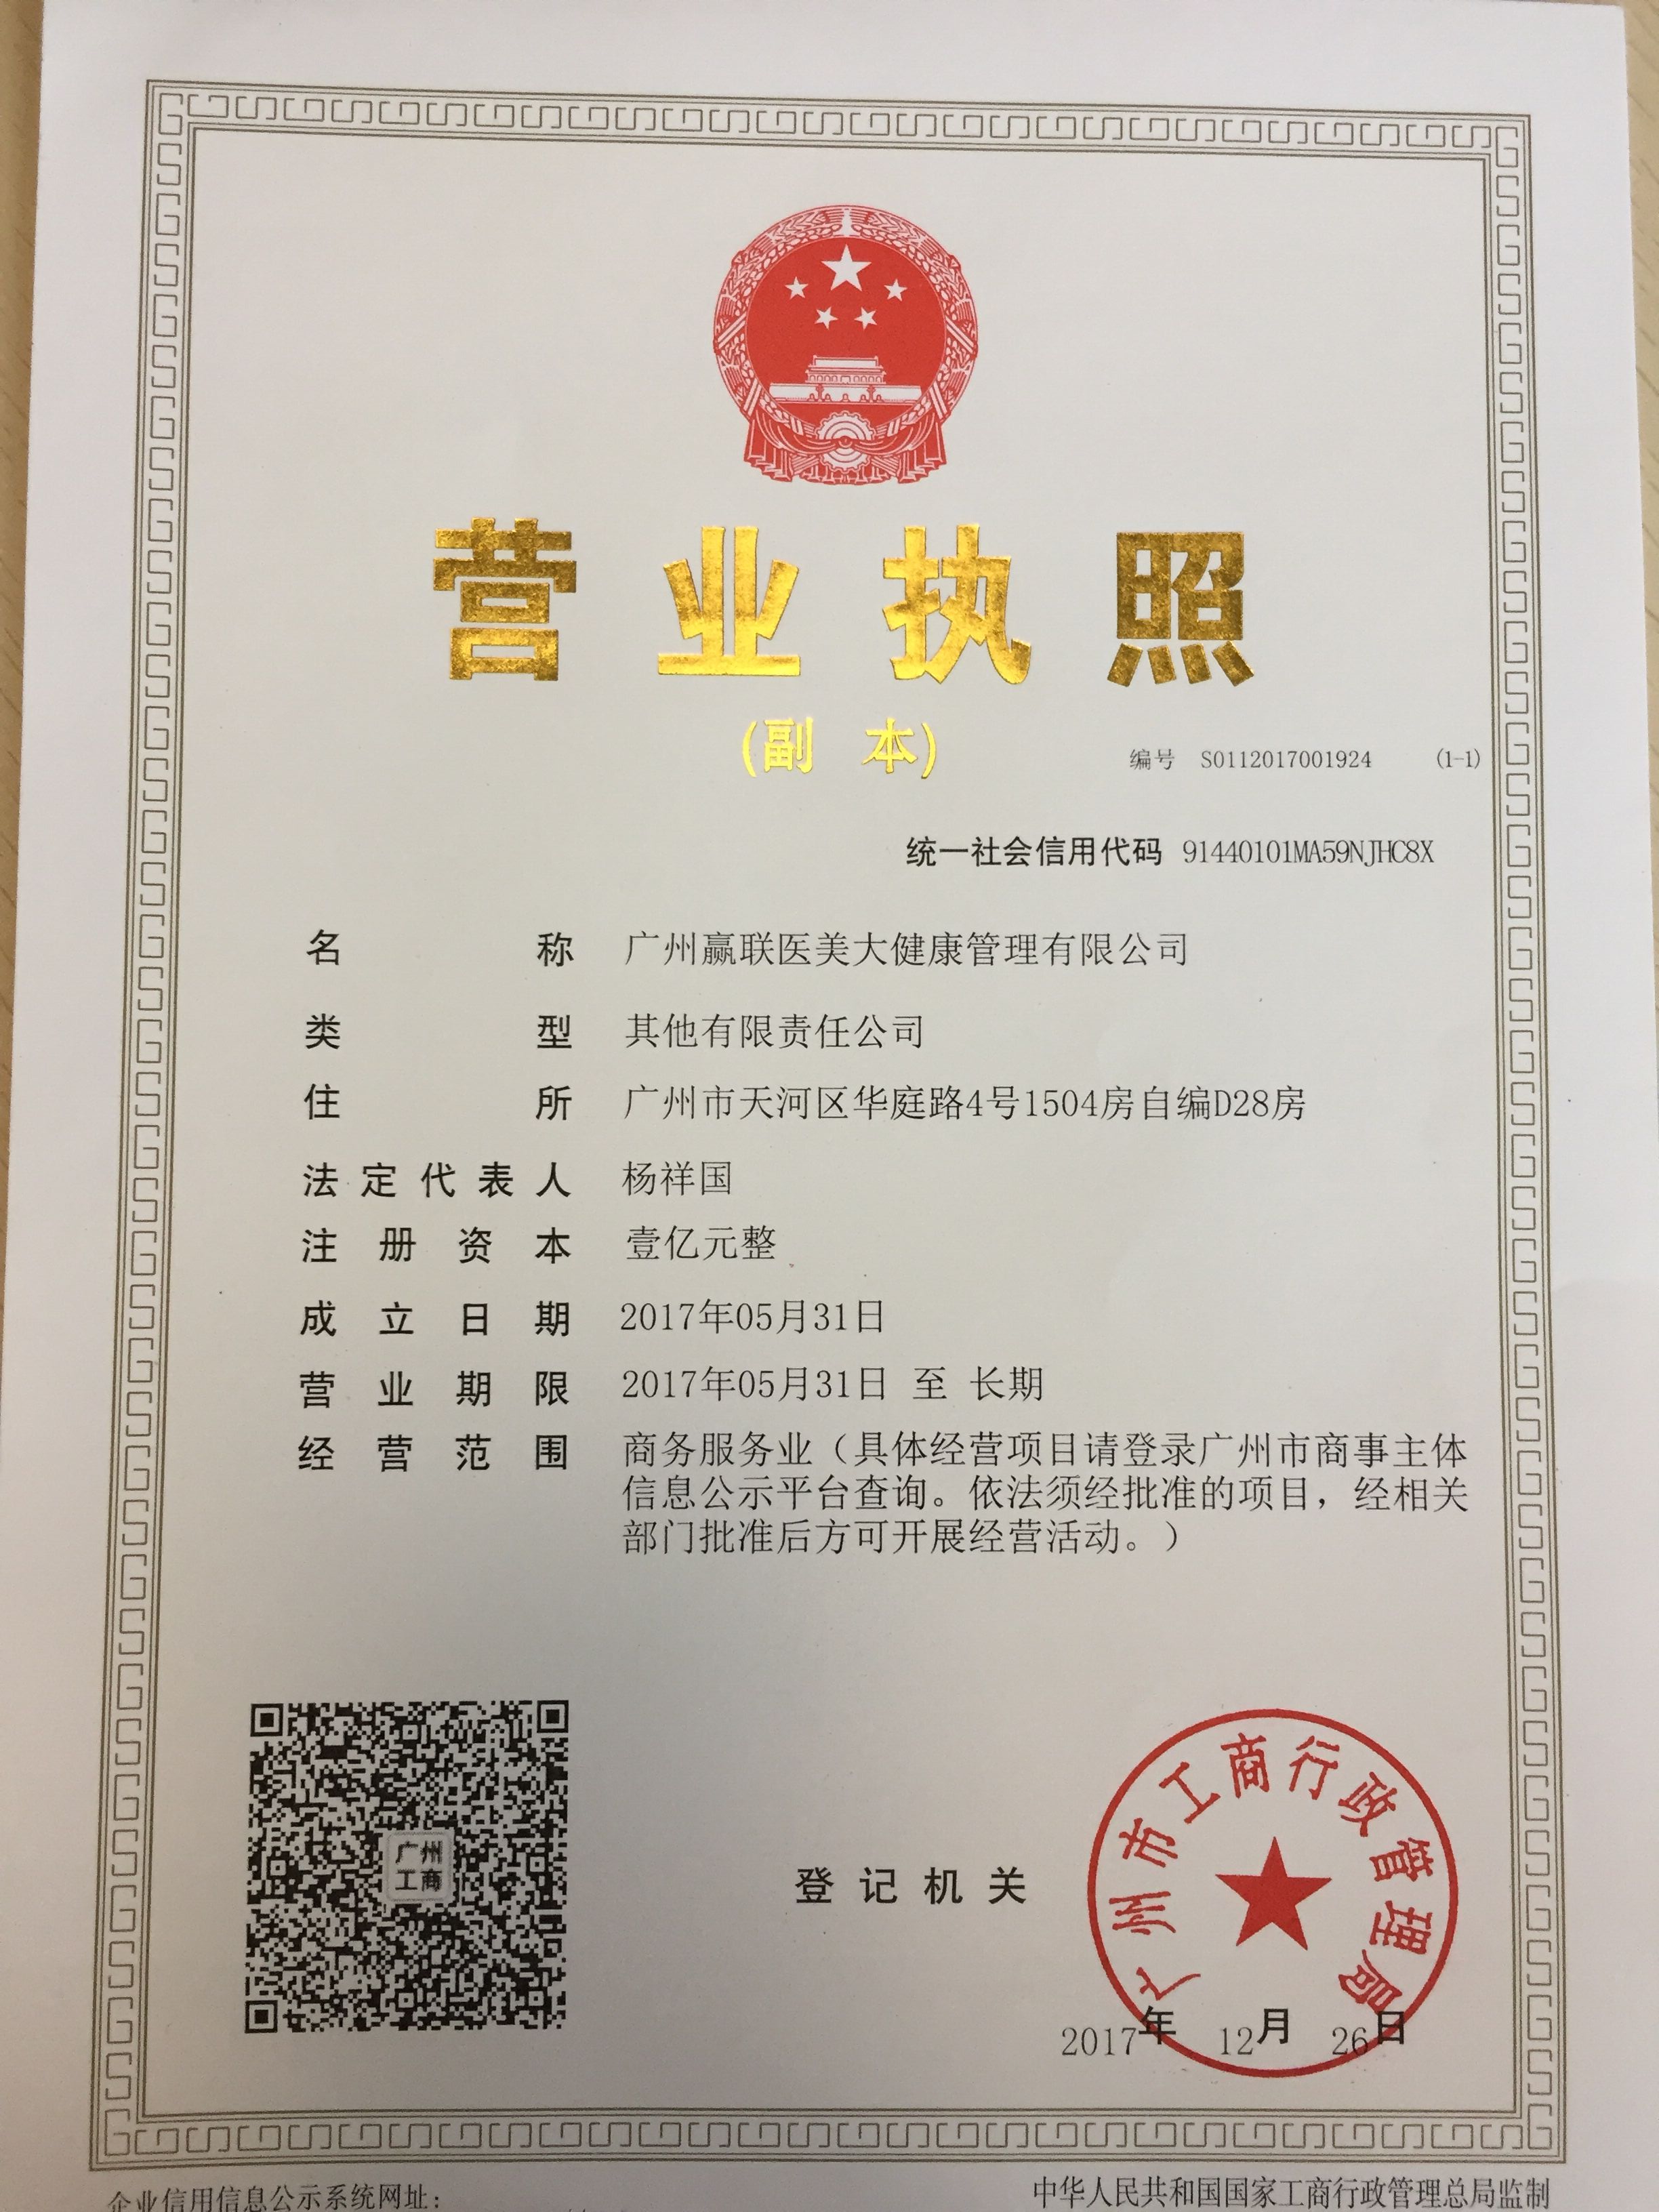 营业执照
(副 本)
编号 S0112017001924 (1-1)
统一社会信用代码 91440101MA59NJHC8X
名称 广州赢联医美大健康管理有限公司
类型 其他有限责任公司
住所 广州市天河区华庭路4号1504房自编D28房
法定代表人 杨祥国
注册资本 壹亿元整
成立日期 2017年05月31日
营业期限 2017年05月31日 至 长期
经营范围 商务服务业（具体经营项目请登录广州市商事主体
信息公示平台查询。依法须经批准的项目，经相关
部门批准后方可开展经营活动。）
广州
工商
登记机关
广州市工商行政管理局
2017年 12月 26日
企业信用信息公示系统网址:
中华人民共和国国家工商行政管理总局监制